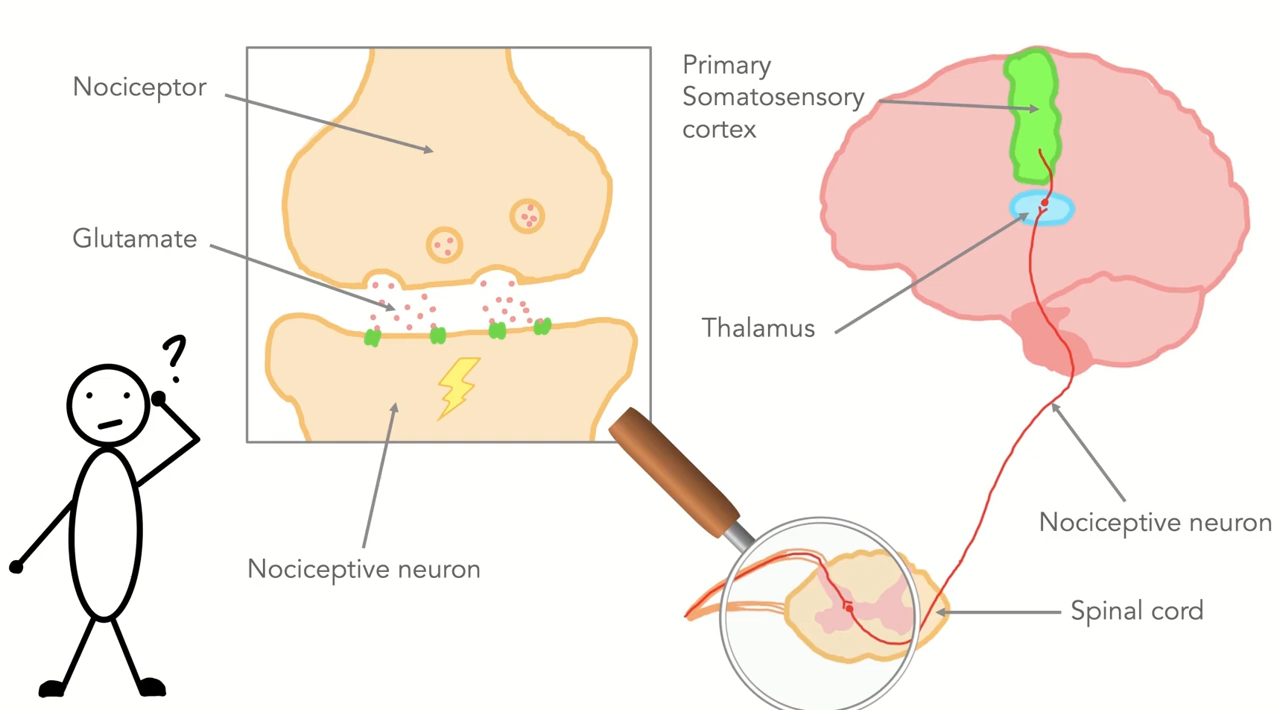 Nociceptor
Glutamate
Nociceptive neuron
Primary
Somatosensory
cortex
Thalamus
Nociceptive neuron
Spinal cord
?